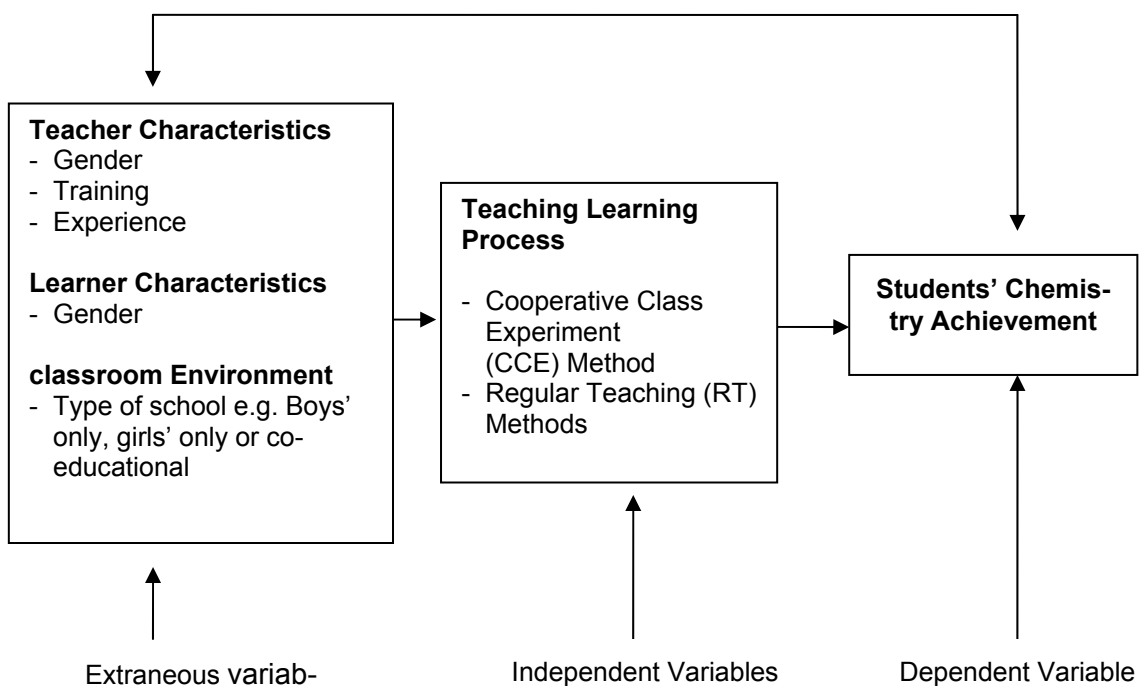 Teacher Characteristics
- Gender
- Training
- Experience
Learner Characteristics
- Gender
classroom Environment
- Type of school e.g. Boys’
only, girls’ only or co-
educational
Teaching Learning
Process
- Cooperative Class
Experiment
(CCE) Method
- Regular Teaching (RT)
Methods
Students’ Chemis-
try Achievement
Extraneous variab-
Independent Variables
Dependent Variable